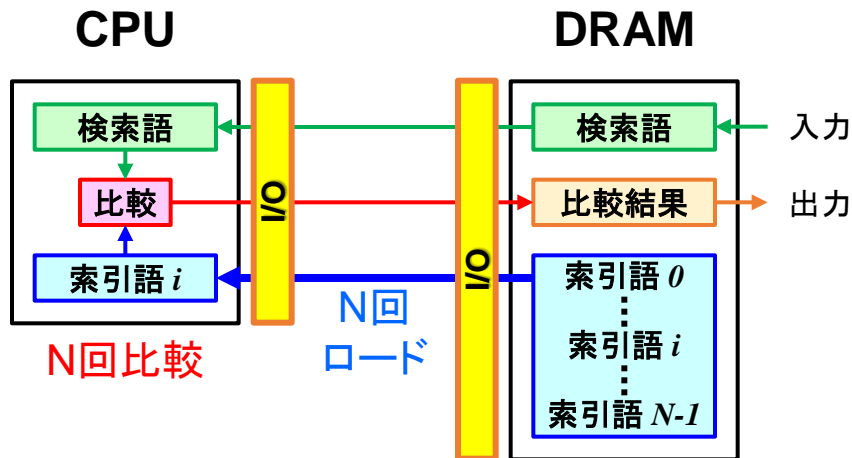 CPU
DRAM
検索語
検索語
入力
比較
I/O
I/O
比較結果
出力
索引語 i
索引語 0
索引語 i
索引語 N-1
N回比較
N回
ロード